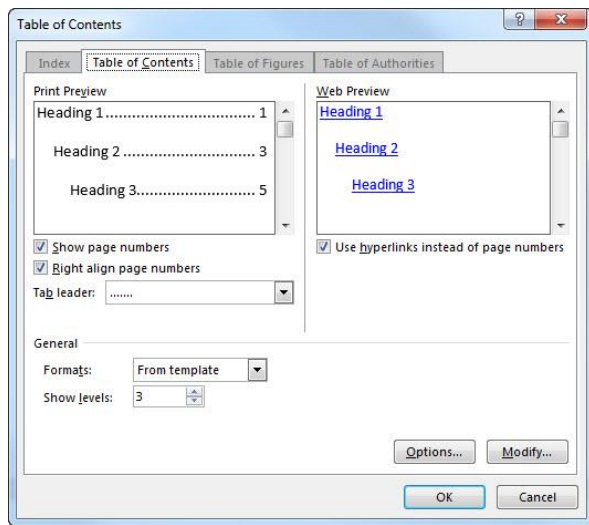 Table of Contents
Index Table of Contents Table of Figures Table of Authorities
Print Preview
Heading 1.................................. 1
Heading 2 .............................. 3
Heading 3........................... 5
Show page numbers
Right align page numbers
Tab leader: .......
Web Preview
Heading 1
Heading 2
Heading 3
Use hyperlinks instead of page numbers
General
Formats: From template
Show levels: 3
Options... Modify...
OK Cancel